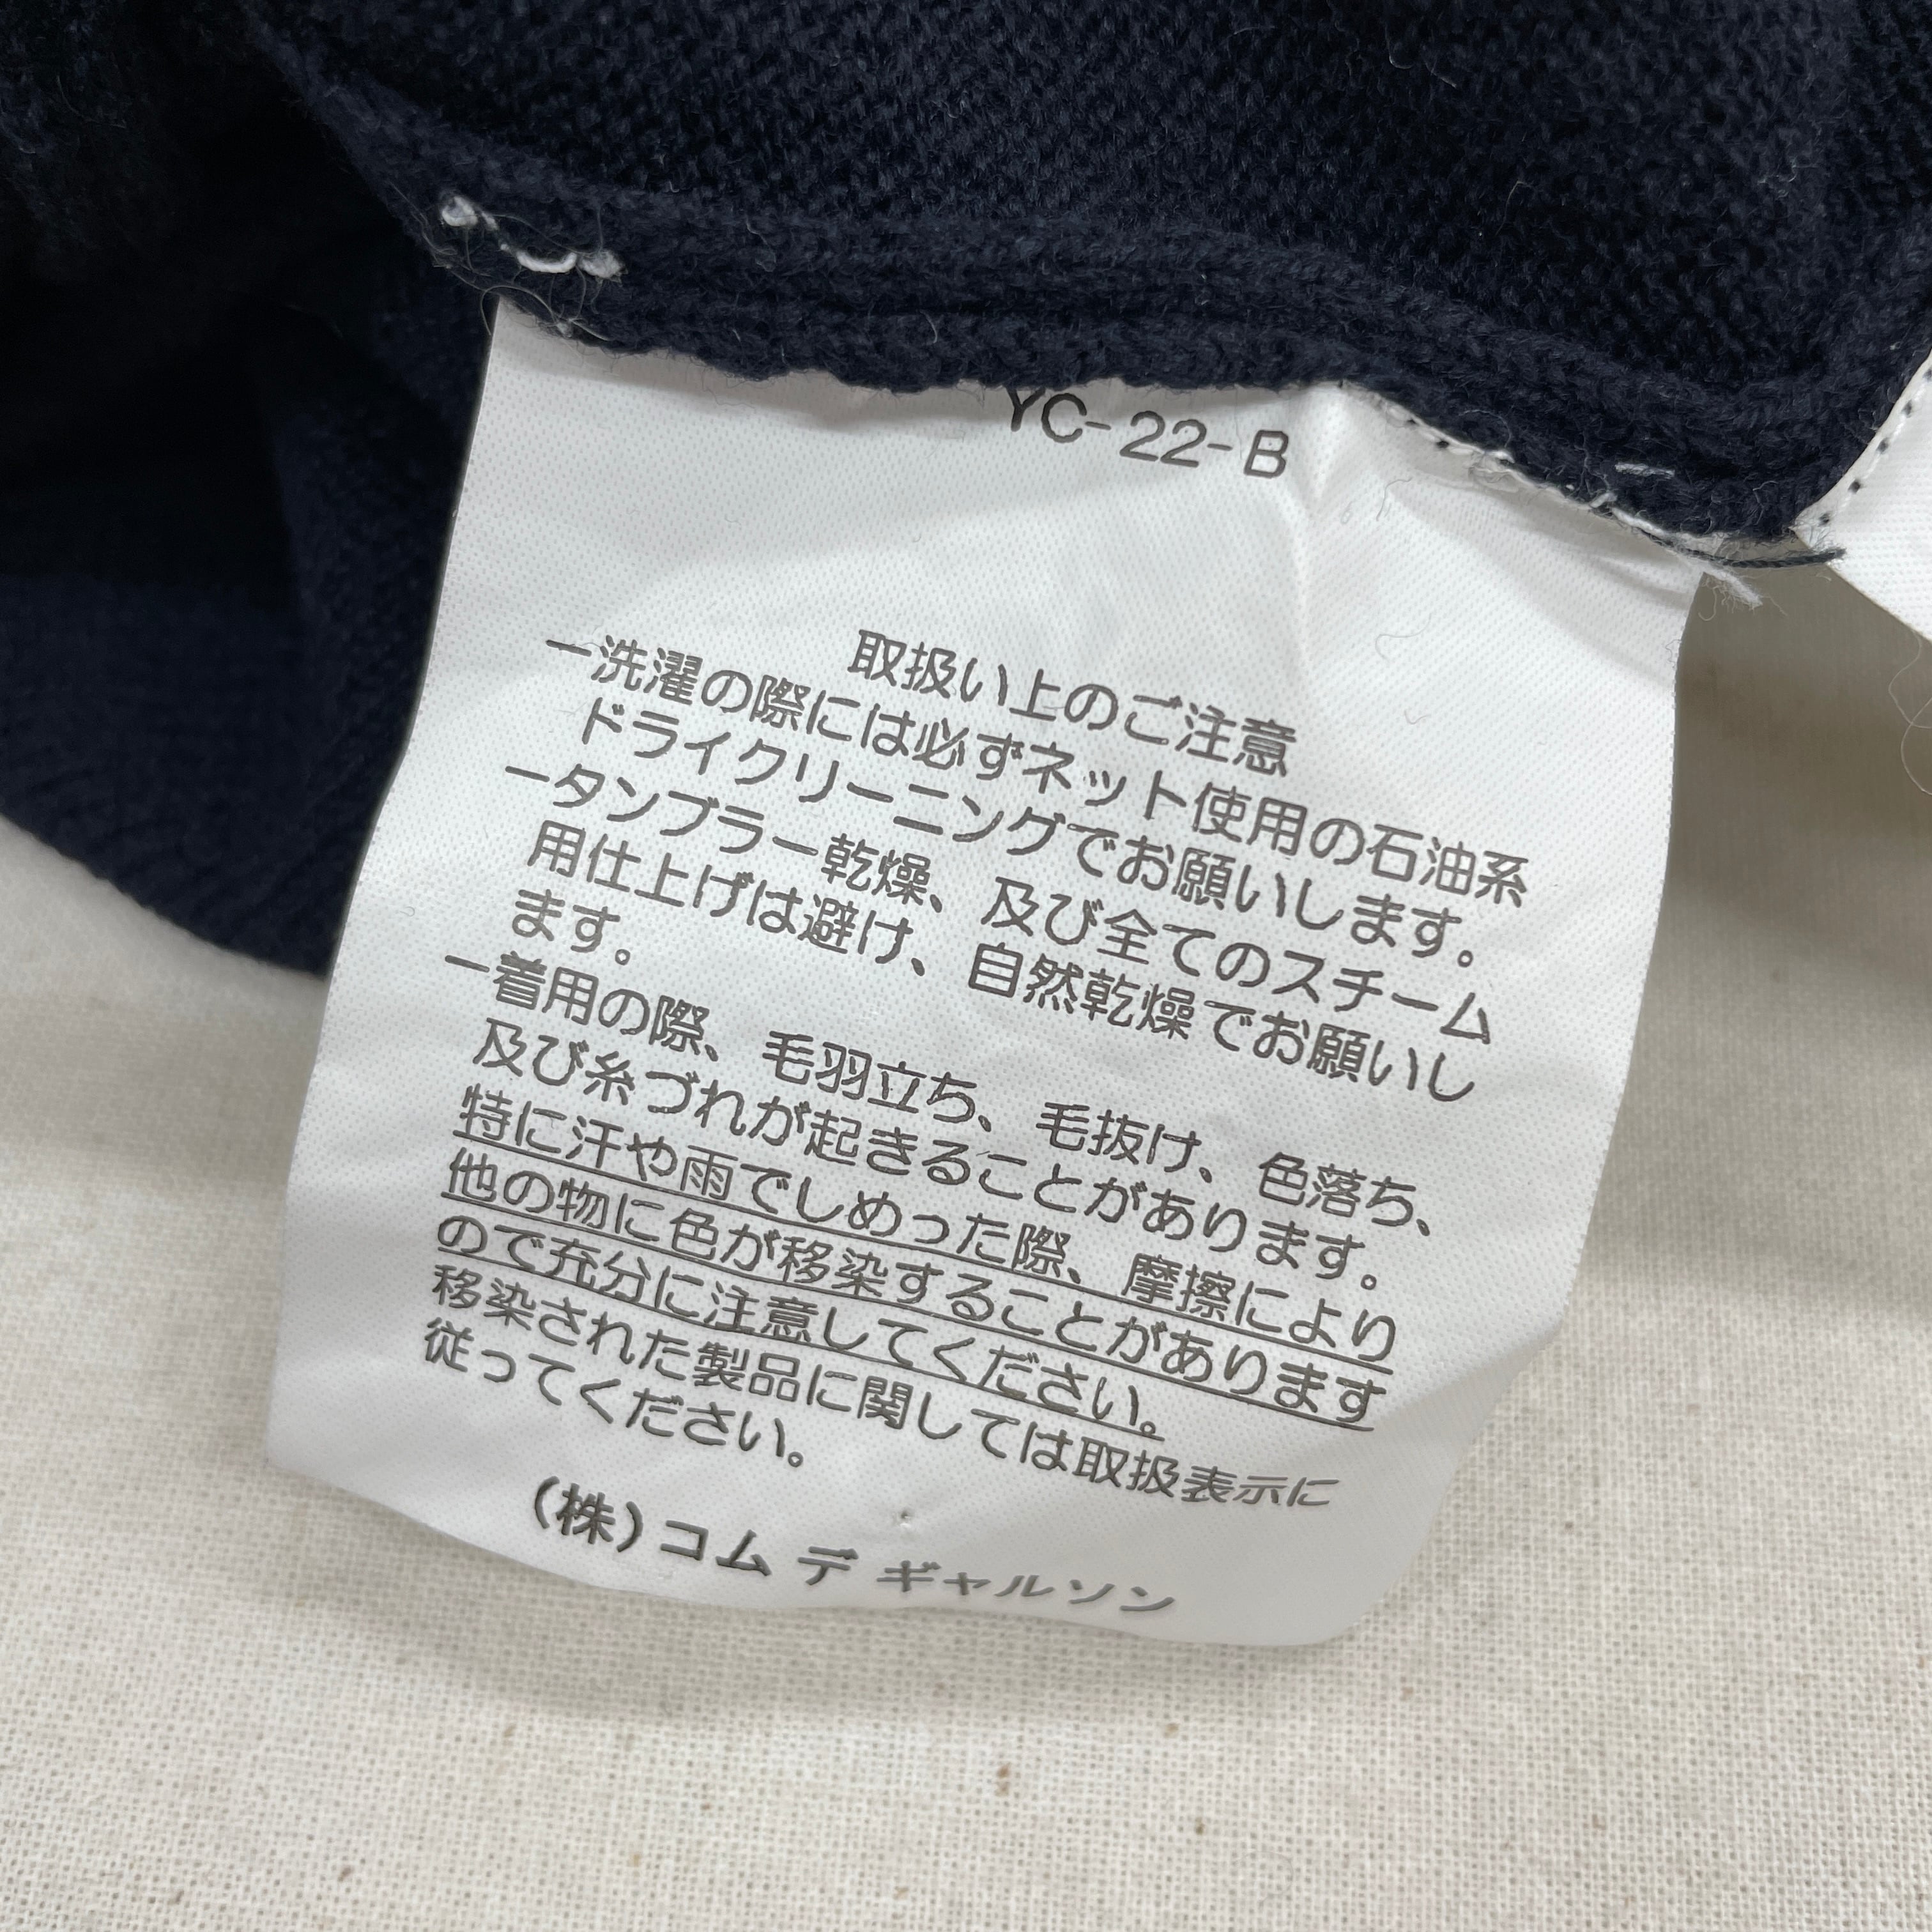 YC-22-B
取扱い上のご注意
ー洗濯の際には必ずネット使用の石油系
ドライクリーニングでお願いします。
ータンブラー乾燥、及び全てのスチーム
用仕上げは避け、自然乾燥でお願いし
ます。
ー着用の際、毛羽立ち、毛抜け、色落ち、
及び糸づれが起きることがあります。
特に汗や雨でしめった際、摩擦により
他の物に色が移染することがあります
ので充分に注意してください。
移染された製品に関しては取扱表示に
従ってください。
(株)コム デ ギャルソン